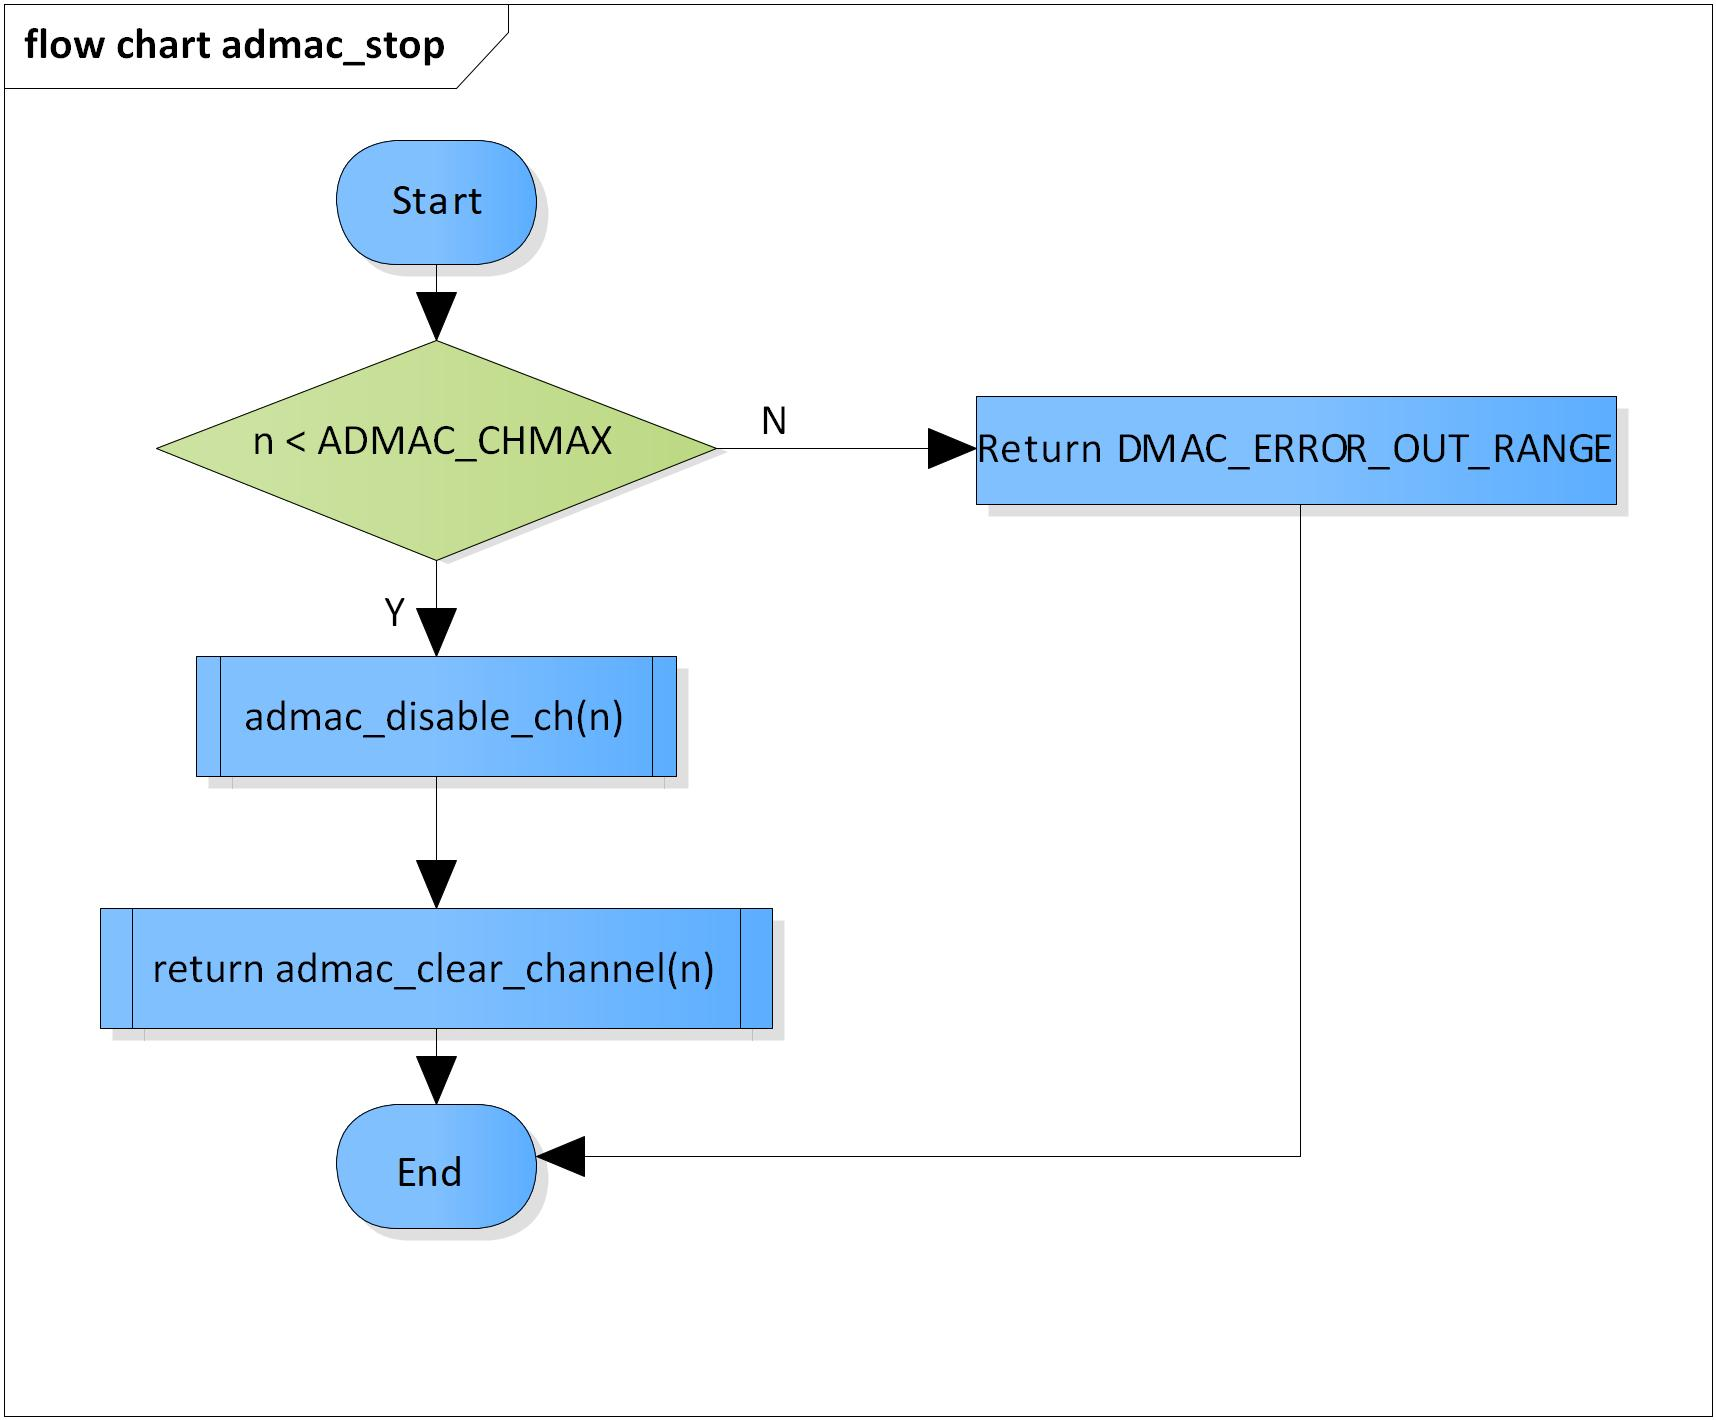 flow chart admac_stop
Start
n < ADMAC_CHMAX
N
Return DMAC_ERROR_OUT_RANGE
Y
admac_disable_ch(n)
return admac_clear_channel(n)
End